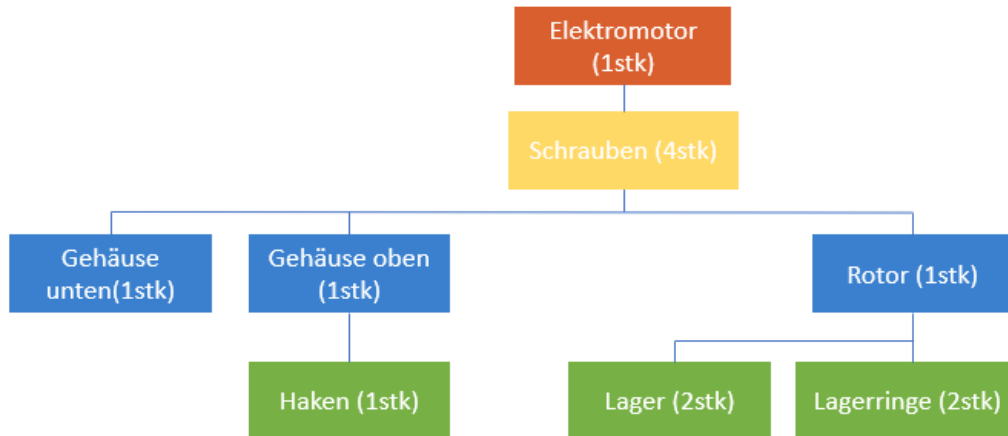 Elektromotor
(1stk)
Schrauben (4stk)
Gehäuse
unten(1stk)
Gehäuse oben
(1stk)
Rotor (1stk)
Haken (1stk)
Lager (2stk)
Lagerringe (2stk)